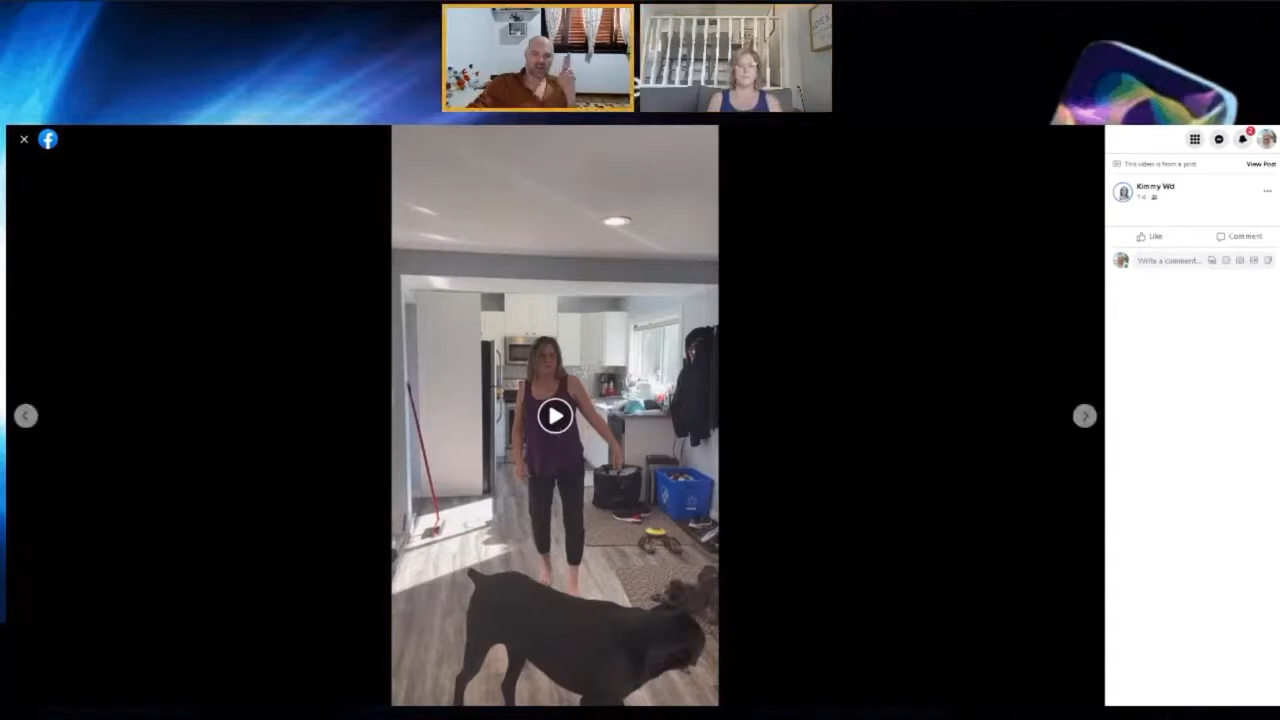 This video is from a post
View Post
Kimmy Wd
Like
Comment
Write a comment...